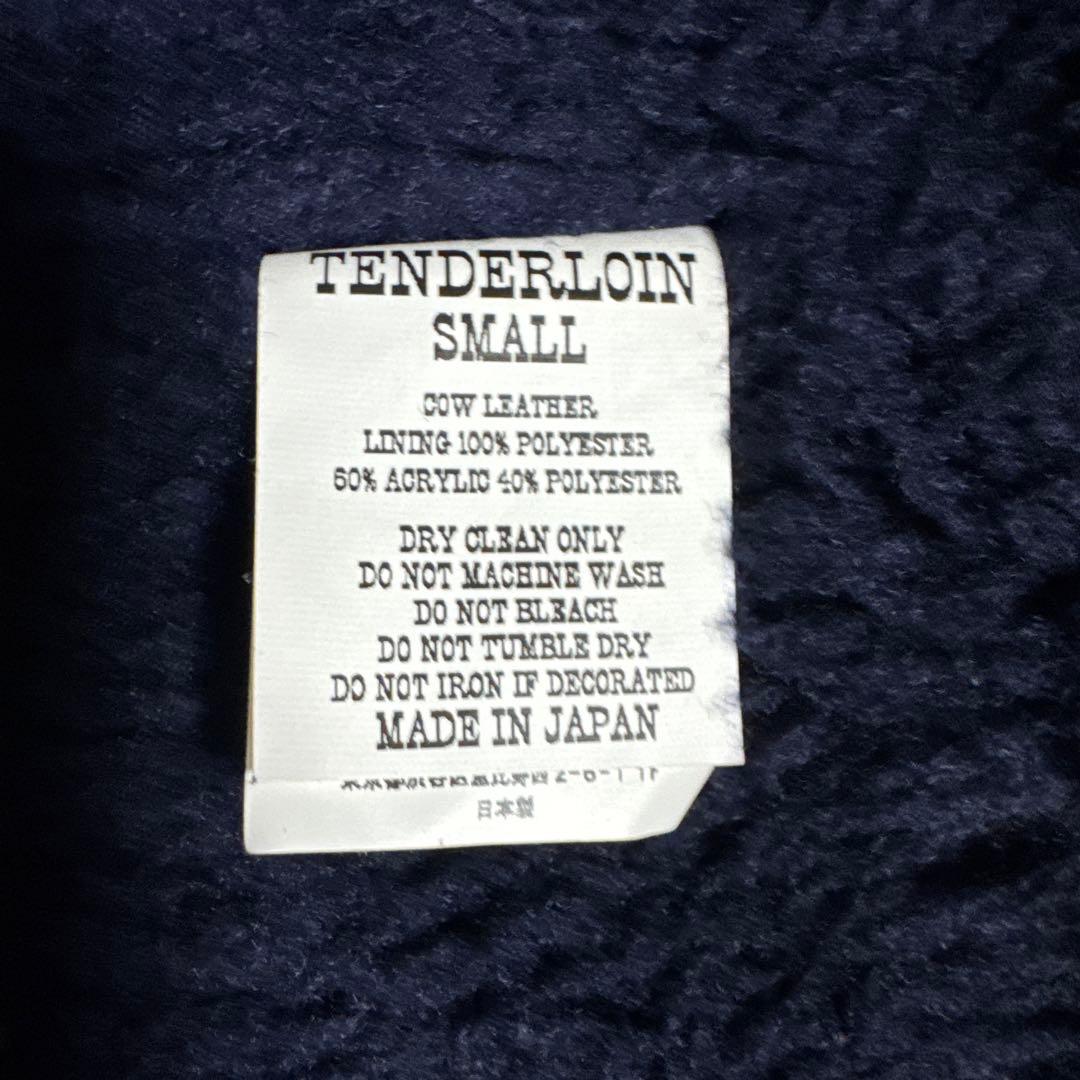 TENDERLOIN
SMALL
COW LEATHER
LINING 100% POLYESTER
60% ACRYLIC 40% POLYESTER
DRY CLEAN ONLY
DO NOT MACHINE WASH
DO NOT BLEACH
DO NOT TUMBLE DRY
DO NOT IRON IF DECORATED
MADE IN JAPAN
日本製